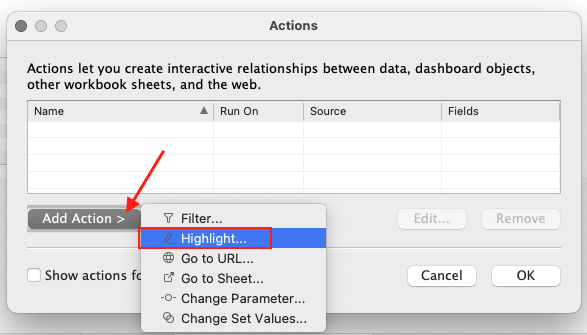 Actions
Actions let you create interactive relationships between data, dashboard objects,
other workbook sheets, and the web.
Name Run On Source Fields
Add Action > Edit... Remove
Filter...
Highlight...
Go to URL...
Go to Sheet...
Change Parameter...
Change Set Values...
Show actions fo Cancel OK